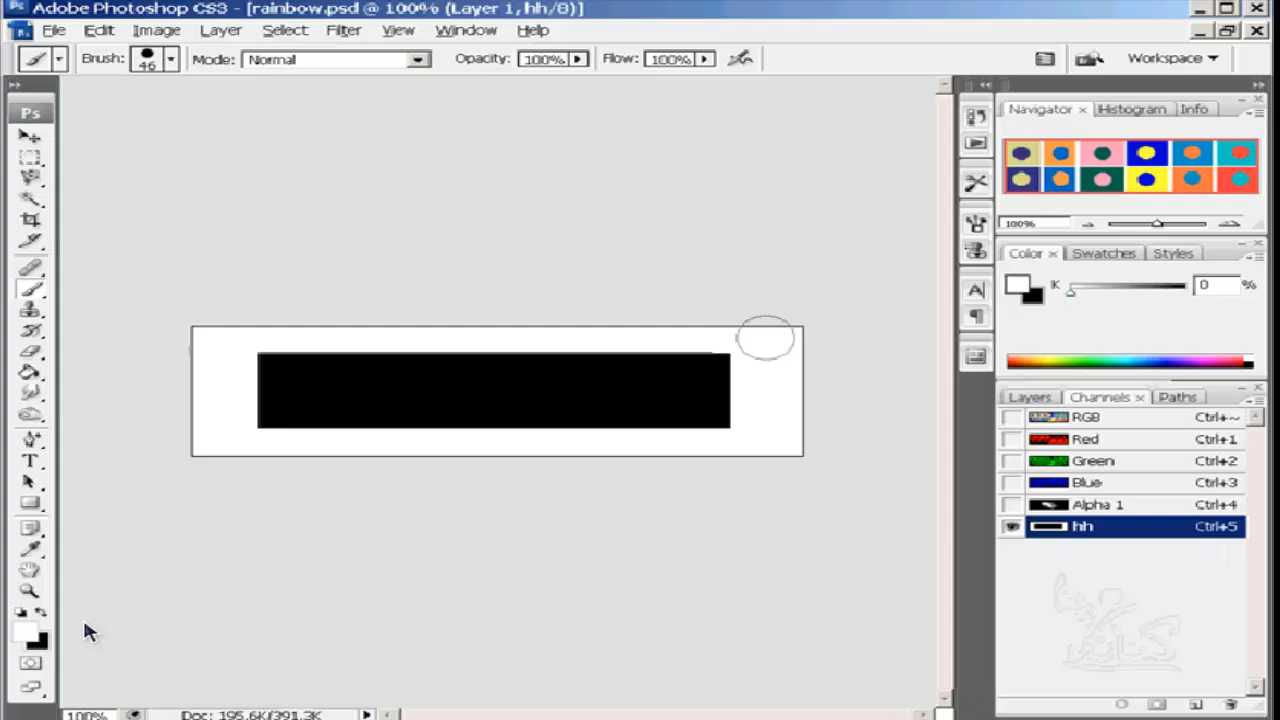 Adobe Photoshop CS3 - [rainbow.psd @ 100% (Layer 1, hh/8)]
File Edit Image Layer Select Filter View Window Help
Brush: 46 Mode: Normal Opacity: 100% Flow: 100% Workspace
Ps
Navigator Histogram Info
100%
Color Swatches Styles
K 0 %
Layers Channels Paths
RGB Ctrl+~
Red Ctrl+1
Green Ctrl+2
Blue Ctrl+3
Alpha 1 Ctrl+4
hh Ctrl+5
100% Doc: 195.6K/391.3K